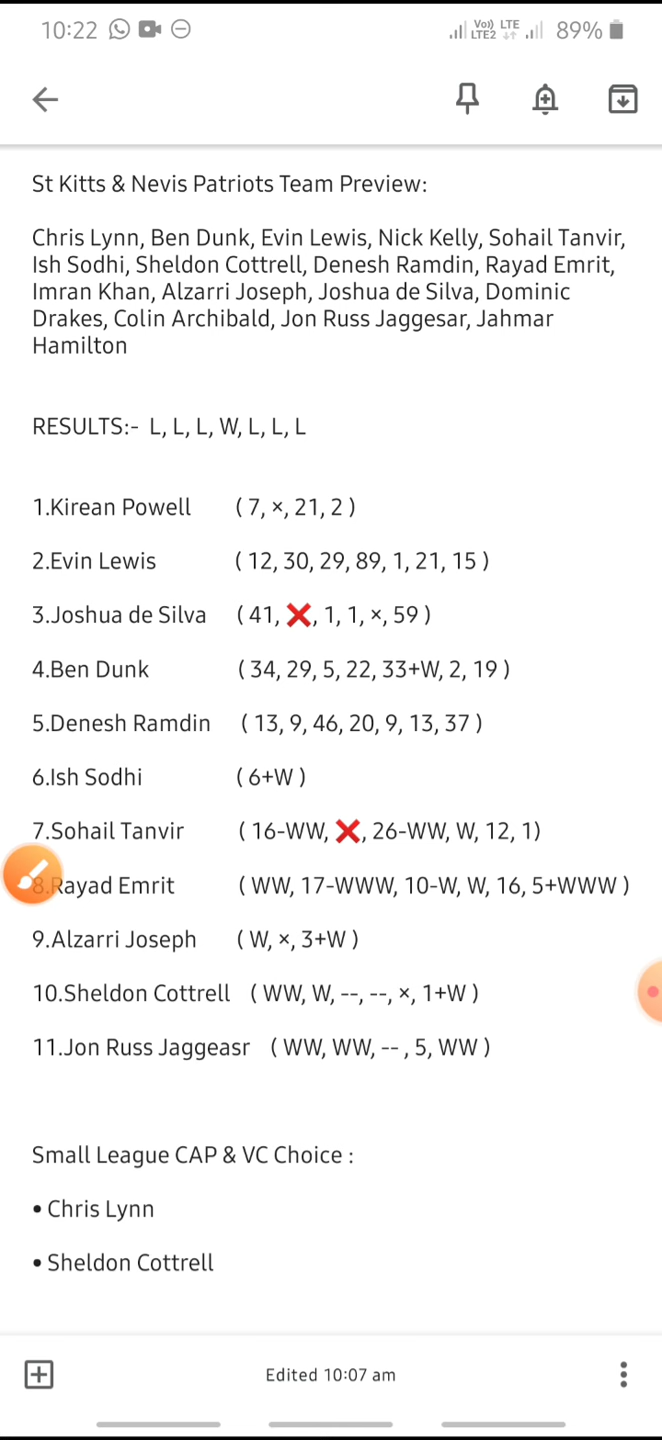 10:22 Vo) LTE LTE2 89%
St Kitts & Nevis Patriots Team Preview:
Chris Lynn, Ben Dunk, Evin Lewis, Nick Kelly, Sohail Tanvir,
Ish Sodhi, Sheldon Cottrell, Denesh Ramdin, Rayad Emrit,
Imran Khan, Alzarri Joseph, Joshua de Silva, Dominic
Drakes, Colin Archibald, Jon Russ Jaggesar, Jahmar
Hamilton
RESULTS:- L, L, L, W, L, L, L
1.Kirean Powell ( 7, ×, 21, 2 )
2.Evin Lewis ( 12, 30, 29, 89, 1, 21, 15 )
3.Joshua de Silva ( 41, ❌, 1, 1, ×, 59 )
4.Ben Dunk ( 34, 29, 5, 22, 33+W, 2, 19 )
5.Denesh Ramdin ( 13, 9, 46, 20, 9, 13, 37 )
6.Ish Sodhi ( 6+W )
7.Sohail Tanvir ( 16-WW, ❌, 26-WW, W, 12, 1)
8.Rayad Emrit ( WW, 17-WWW, 10-W, W, 16, 5+WWW )
9.Alzarri Joseph ( W, ×, 3+W )
10.Sheldon Cottrell ( WW, W, --, --, ×, 1+W )
11.Jon Russ Jaggeasr ( WW, WW, -- , 5, WW )
Small League CAP & VC Choice :
• Chris Lynn
• Sheldon Cottrell
Edited 10:07 am